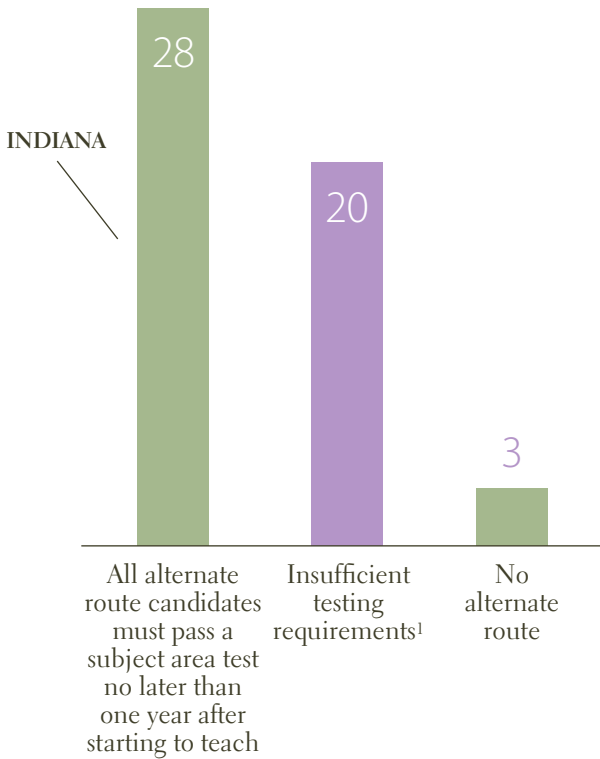 28
INDIANA
20
3
All alternate
route candidates
must pass a
subject area test
no later than
one year after
starting to teach
Insufficient
testing
requirements¹
No
alternate
route